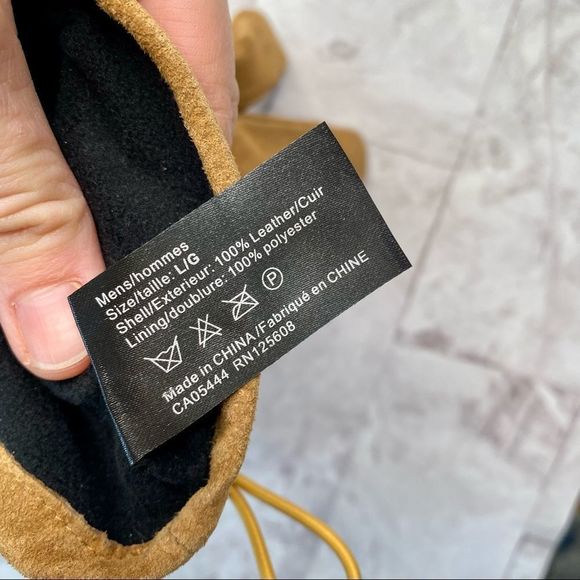 Mens/hommes
Size/taille: L/G
Shell/Exterieur: 100% Leather/Cuir
Lining/doublure: 100% polyester
P
Made in CHINA/Fabriqué en CHINE
CA05444 RN125608